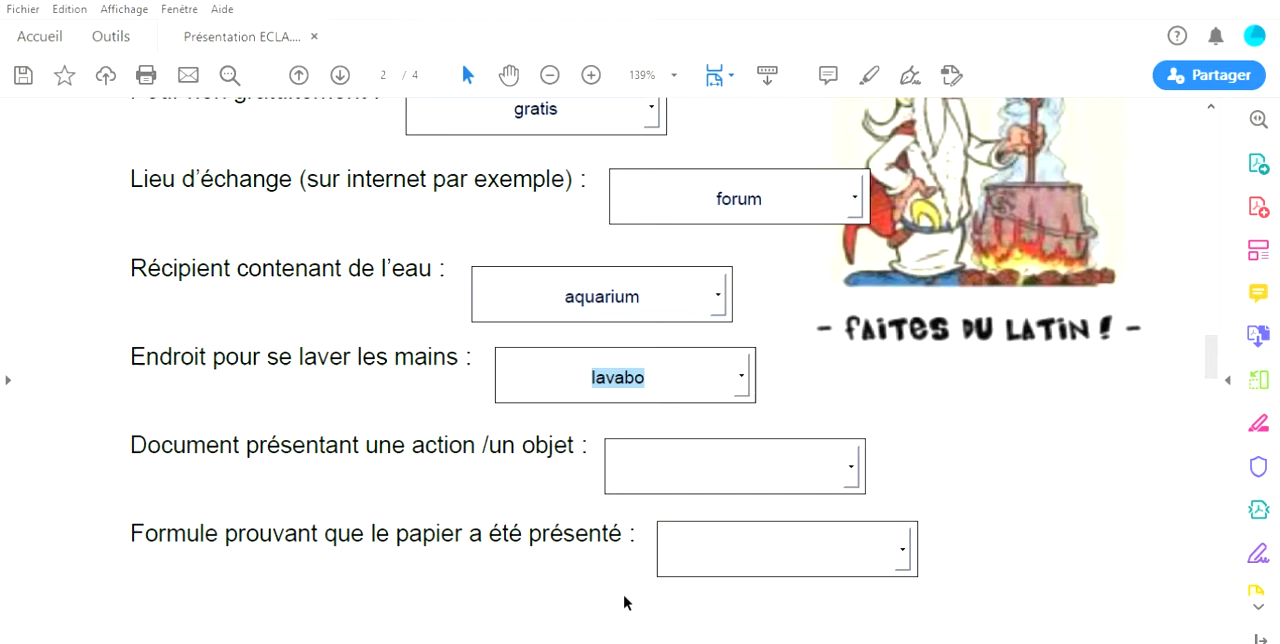 Fichier Edition Affichage Fenêtre Aide
Accueil Outils Présentation ECLA.... ×
2 / 4 139% Partager
gratis
Lieu d'échange (sur internet par exemple) : forum
Récipient contenant de l'eau : aquarium
- FAITES DU LATIN ! -
Endroit pour se laver les mains : lavabo
Document présentant une action /un objet :
Formule prouvant que le papier a été présenté :